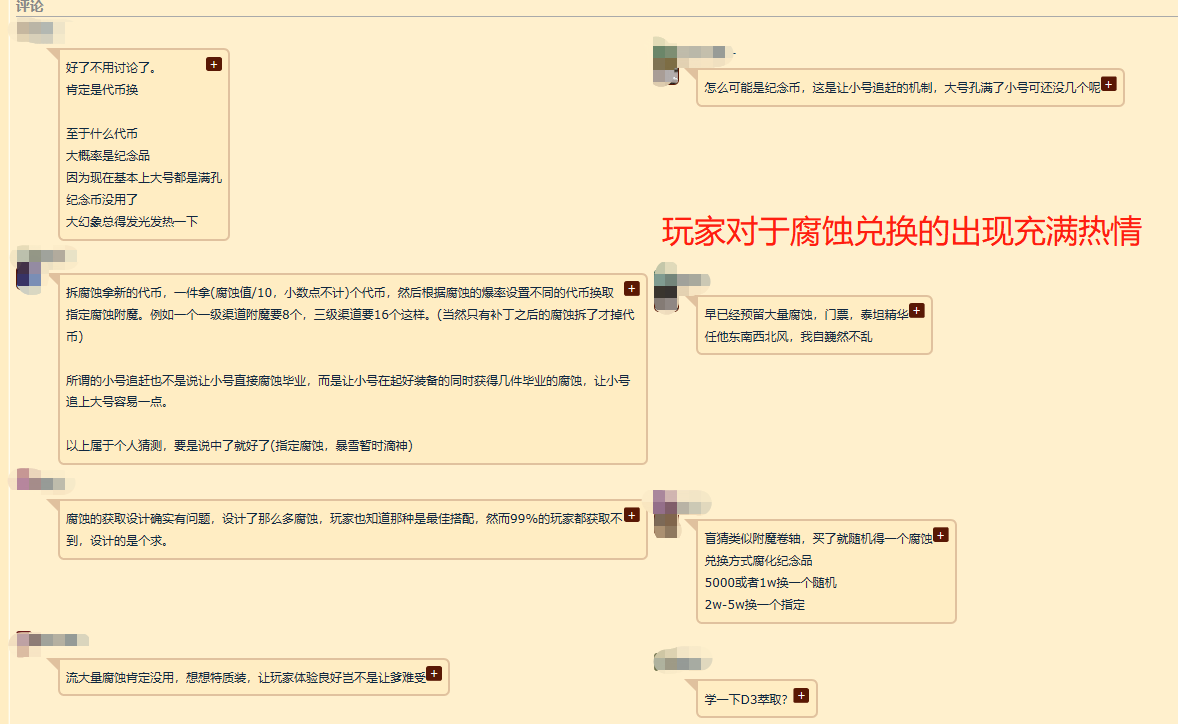 评论
好了不用讨论了。
肯定是代币换
至于什么代币
大概率是纪念品
因为现在基本上大号都是满孔
纪念币没用了
大幻象总得发光发热一下
怎么可能是纪念币，这是让小号追赶的机制，大号孔满了小号可还没几个呢
玩家对于腐蚀兑换的出现充满热情
拆腐蚀拿新的代币，一件拿(腐蚀值/10，小数点不计)个代币，然后根据腐蚀的爆率设置不同的代币换取
指定腐蚀附魔。例如一个一级渠道附魔要8个，三级渠道要16个这样。(当然只有补丁之后的腐蚀拆了才掉代
币)
所谓的小号追赶也不是说让小号直接腐蚀毕业，而是让小号在起好装备的同时获得几件毕业的腐蚀，让小号
追上大号容易一点。
以上属于个人猜测，要是说中了就好了(指定腐蚀，暴雪暂时滴神)
早已经预留大量腐蚀，门票，泰坦精华
任他东南西北风，我自巍然不乱
腐蚀的获取设计确实有问题，设计了那么多腐蚀，玩家也知道那种是最佳搭配，然而99%的玩家都获取不
到，设计的是个求。
盲猜类似附魔卷轴，买了就随机得一个腐蚀
兑换方式腐化纪念品
5000或者1w换一个随机
2w-5w换一个指定
流大量腐蚀肯定没用，想想特质装，让玩家体验良好岂不是让爹难受
学一下D3萃取?